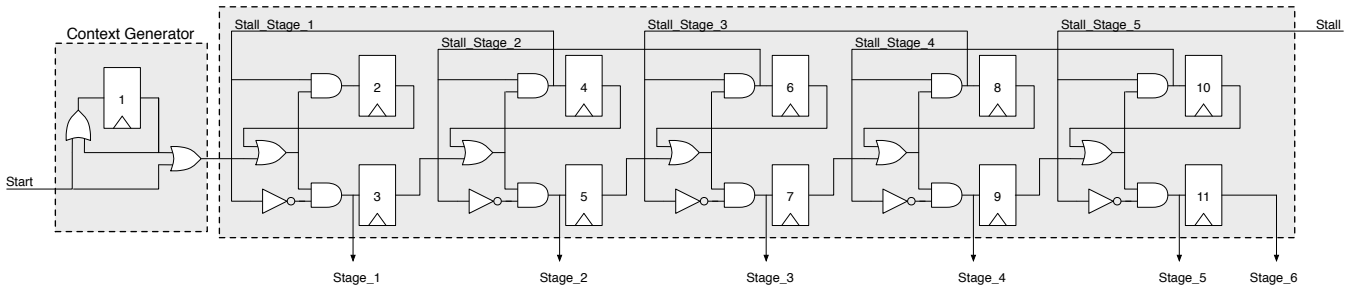 Stall_Stage_1
Stall_Stage_3
Stall_Stage_5
Stall
Context Generator
Stall_Stage_2
Stall_Stage_4
1
2
4
6
8
10
Start
3
5
7
9
11
Stage_1
Stage_2
Stage_3
Stage_4
Stage_5
Stage_6